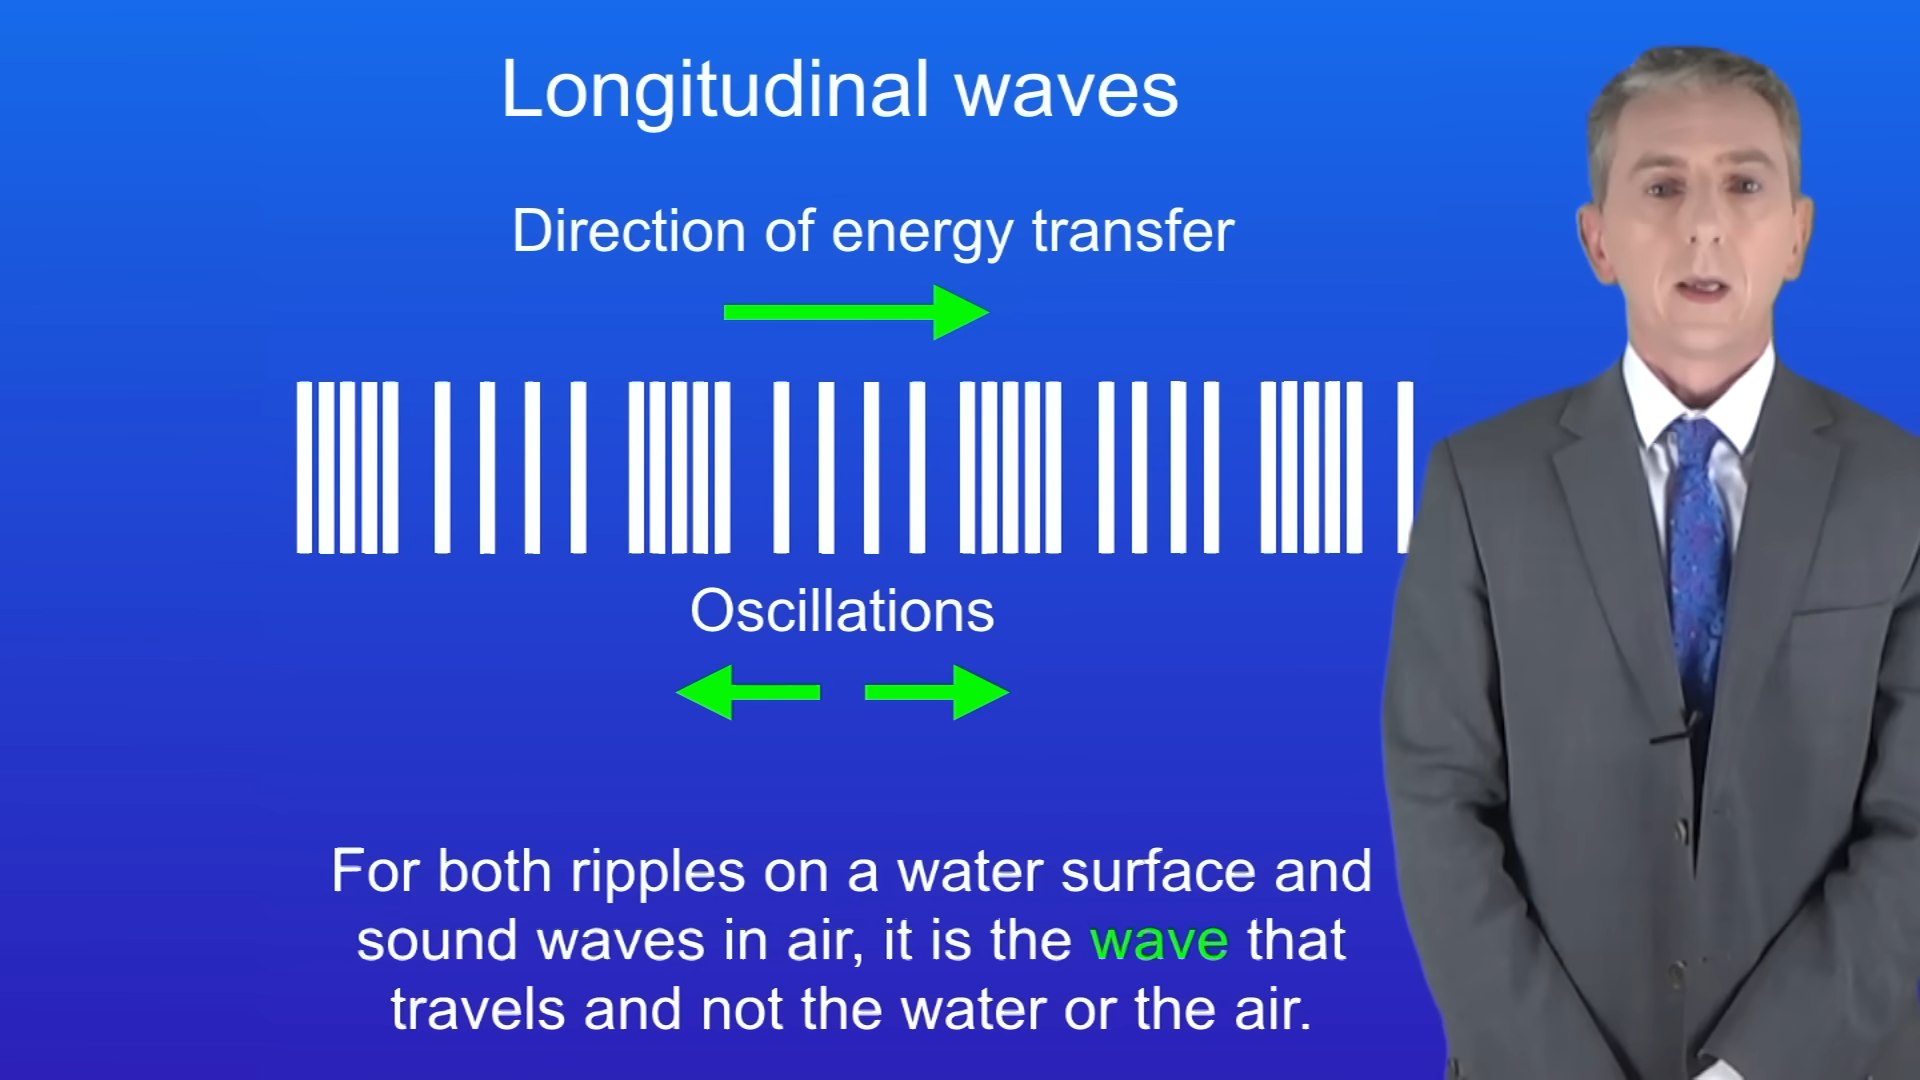 Longitudinal waves
Direction of energy transfer
Oscillations
For both ripples on a water surface and
sound waves in air, it is the wave that
travels and not the water or the air.